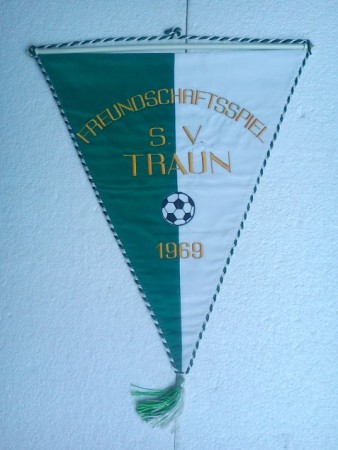 FREUNDSCHAFTSSPIEL
S. V.
TRAUN
1969